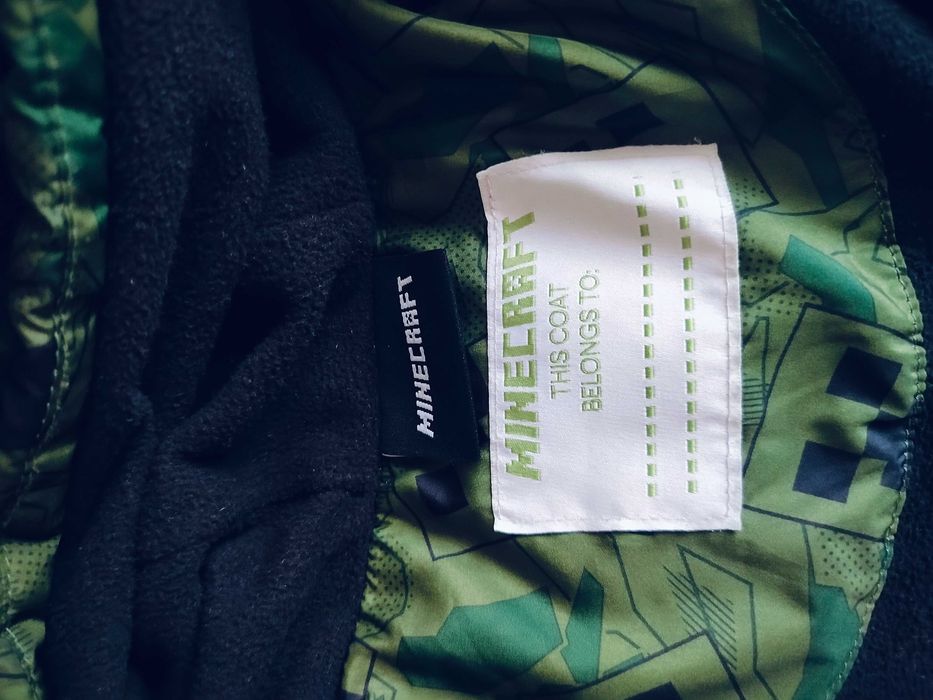 MINECRAFT
MINECRAFT
THIS COAT
BELONGS TO: